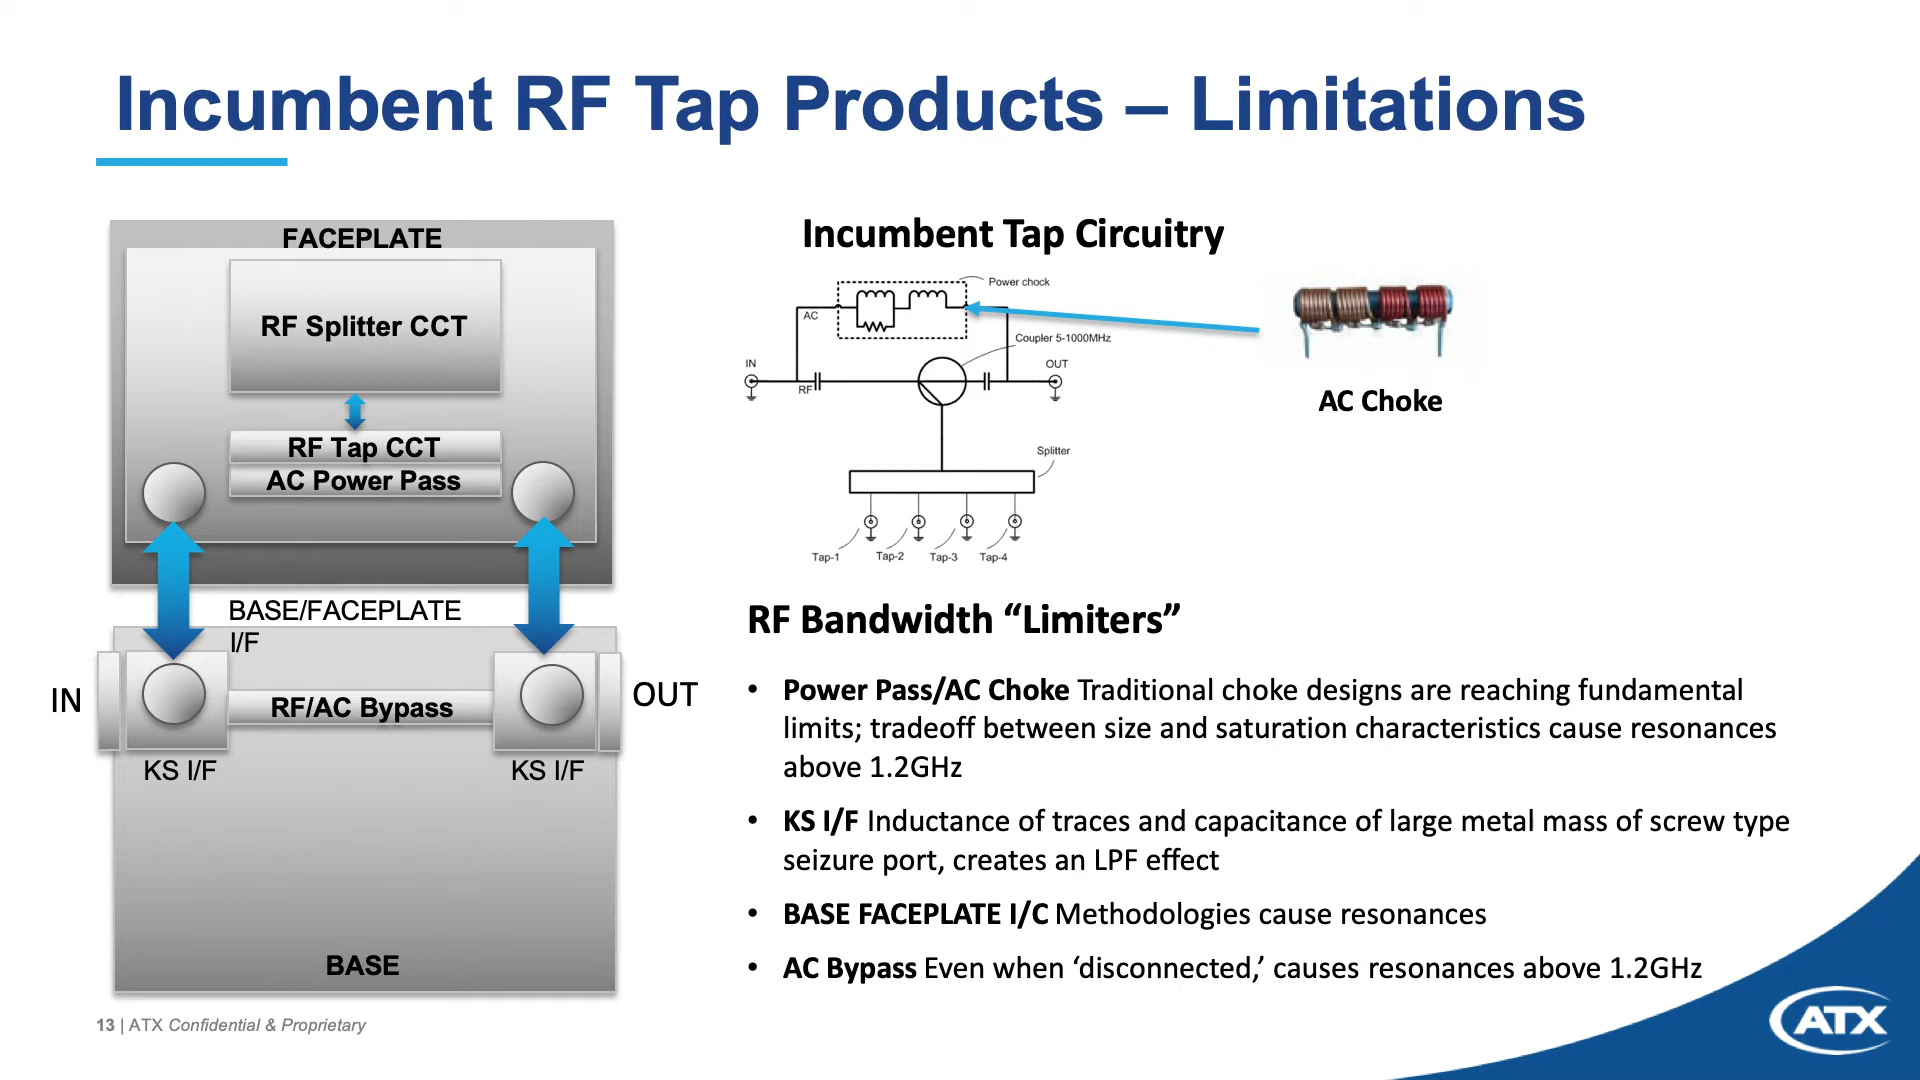 Incumbent RF Tap Products – Limitations
FACEPLATE
RF Splitter CCT
RF Tap CCT
AC Power Pass
BASE/FACEPLATE
I/F
IN
RF/AC Bypass
OUT
KS I/F
KS I/F
BASE
Incumbent Tap Circuitry
Power chock
AC
Coupler 5-1000MHz
IN
OUT
RF
Splitter
Tap-1
Tap-2
Tap-3
Tap-4
AC Choke
RF Bandwidth “Limiters”
• Power Pass/AC Choke Traditional choke designs are reaching fundamental
limits; tradeoff between size and saturation characteristics cause resonances
above 1.2GHz
• KS I/F Inductance of traces and capacitance of large metal mass of screw type
seizure port, creates an LPF effect
• BASE FACEPLATE I/C Methodologies cause resonances
• AC Bypass Even when ‘disconnected,’ causes resonances above 1.2GHz
13 | ATX Confidential & Proprietary
ATX